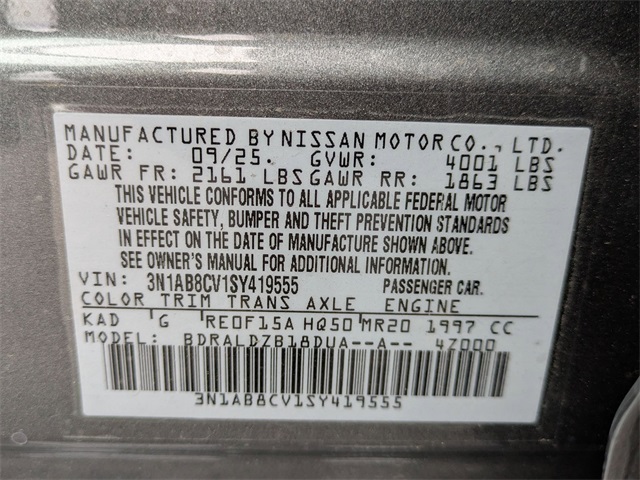 MANUFACTURED BY NISSAN MOTOR CO., LTD.
DATE: 09/25. GVWR: 4001 LBS
GAWR FR: 2161 LBS GAWR RR: 1863 LBS
THIS VEHICLE CONFORMS TO ALL APPLICABLE FEDERAL MOTOR
VEHICLE SAFETY, BUMPER AND THEFT PREVENTION STANDARDS
IN EFFECT ON THE DATE OF MANUFACTURE SHOWN ABOVE.
SEE OWNER'S MANUAL FOR ADDITIONAL INFORMATION.
VIN: 3N1AB8CV1SY419555 PASSENGER CAR.
COLOR TRIM TRANS AXLE ENGINE
KAD G RE0F15A HQ50 MR20 1997 CC
MODEL: BDRALDZB18DUA--A-- 47000
3N1AB8CV1SY419555